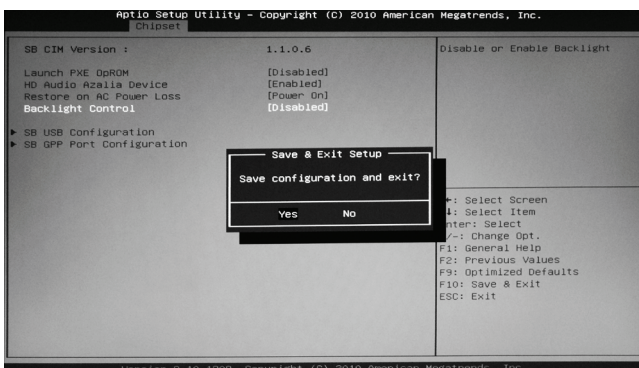 Aptio Setup Utility – Copyright (C) 2010 American Megatrends, Inc.
Chipset
SB CIM Version : 1.1.0.6
Launch PXE OpROM [Disabled]
HD Audio Azalia Device [Enabled]
Restore on AC Power Loss [Power On]
Backlight Control [Disabled]
SB USB Configuration
SB GPP Port Configuration
Disable or Enable Backlight
Save & Exit Setup
Save configuration and exit?
Yes No
: Select Screen
: Select Item
nter: Select
/-: Change Opt.
F1: General Help
F2: Previous Values
F9: Optimized Defaults
F10: Save & Exit
ESC: Exit
Copyright (C) 2010 American Megatrends, Inc.